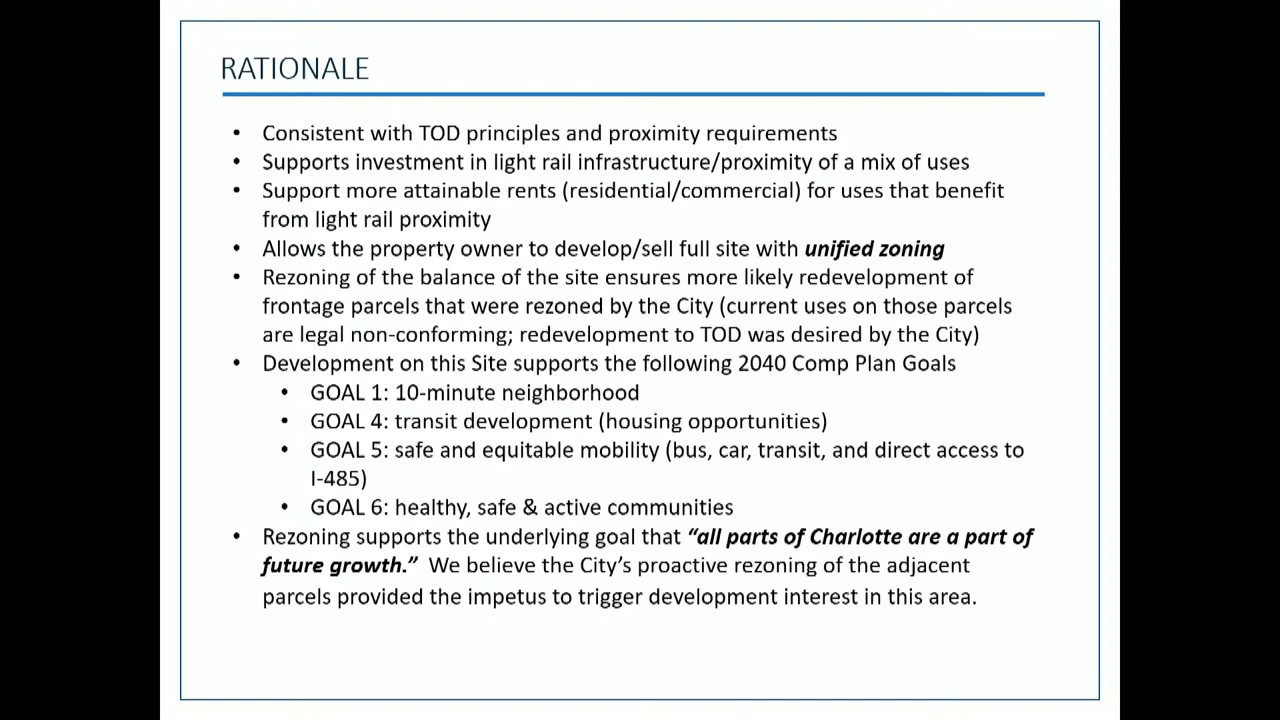 RATIONALE
• Consistent with TOD principles and proximity requirements
• Supports investment in light rail infrastructure/proximity of a mix of uses
• Support more attainable rents (residential/commercial) for uses that benefit
from light rail proximity
• Allows the property owner to develop/sell full site with unified zoning
• Rezoning of the balance of the site ensures more likely redevelopment of
frontage parcels that were rezoned by the City (current uses on those parcels
are legal non-conforming; redevelopment to TOD was desired by the City)
• Development on this Site supports the following 2040 Comp Plan Goals
• GOAL 1: 10-minute neighborhood
• GOAL 4: transit development (housing opportunities)
• GOAL 5: safe and equitable mobility (bus, car, transit, and direct access to
I-485)
• GOAL 6: healthy, safe & active communities
• Rezoning supports the underlying goal that “all parts of Charlotte are a part of
future growth.” We believe the City’s proactive rezoning of the adjacent
parcels provided the impetus to trigger development interest in this area.